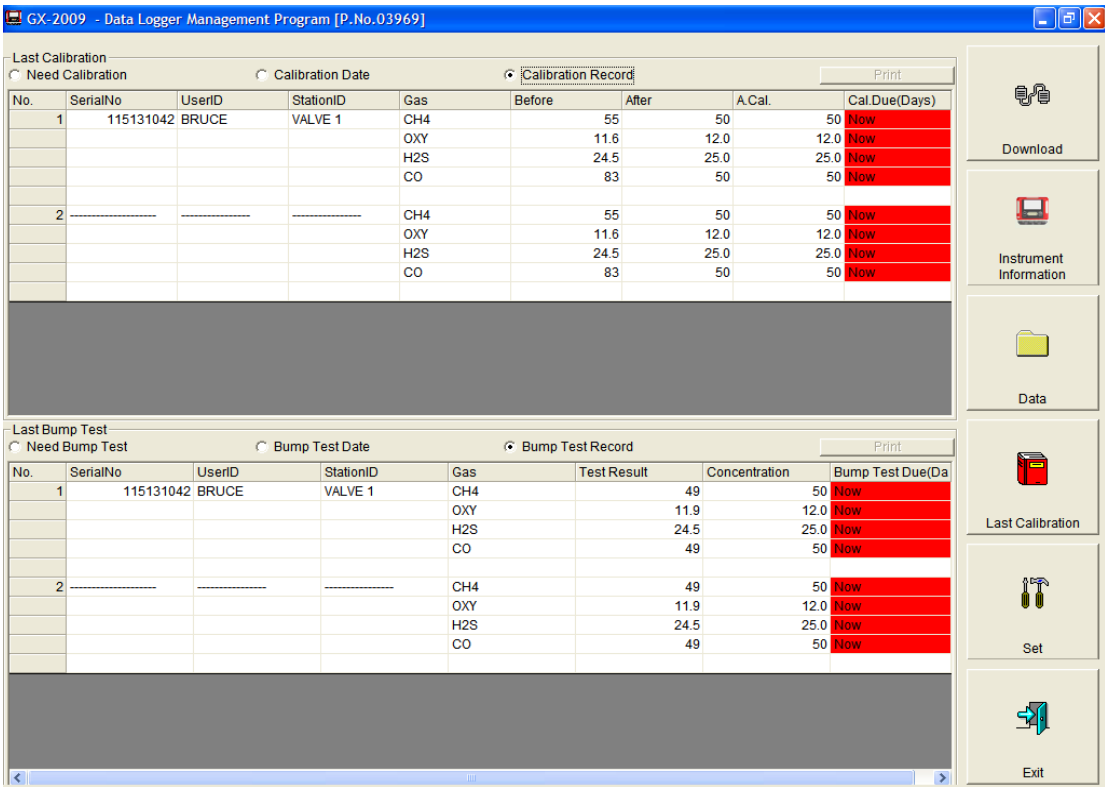 GX-2009 - Data Logger Management Program [P.No.03969]
Last Calibration
Need Calibration Calibration Date Calibration Record Print
No. SerialNo UserID StationID Gas Before After A.Cal. Cal.Due(Days)
1 115131042 BRUCE VALVE 1 CH4 55 50 50 Now
OXY 11.6 12.0 12.0 Now
H2S 24.5 25.0 25.0 Now
CO 83 50 50 Now
2 --------------------- ----------------- ----------------- CH4 55 50 50 Now
OXY 11.6 12.0 12.0 Now
H2S 24.5 25.0 25.0 Now
CO 83 50 50 Now
Last Bump Test
Need Bump Test Bump Test Date Bump Test Record Print
No. SerialNo UserID StationID Gas Test Result Concentration Bump Test Due(Da
1 115131042 BRUCE VALVE 1 CH4 49 50 Now
OXY 11.9 12.0 Now
H2S 24.5 25.0 Now
CO 49 50 Now
2 --------------------- ----------------- ----------------- CH4 49 50 Now
OXY 11.9 12.0 Now
H2S 24.5 25.0 Now
CO 49 50 Now
Download
Instrument
Information
Data
Last Calibration
Set
Exit